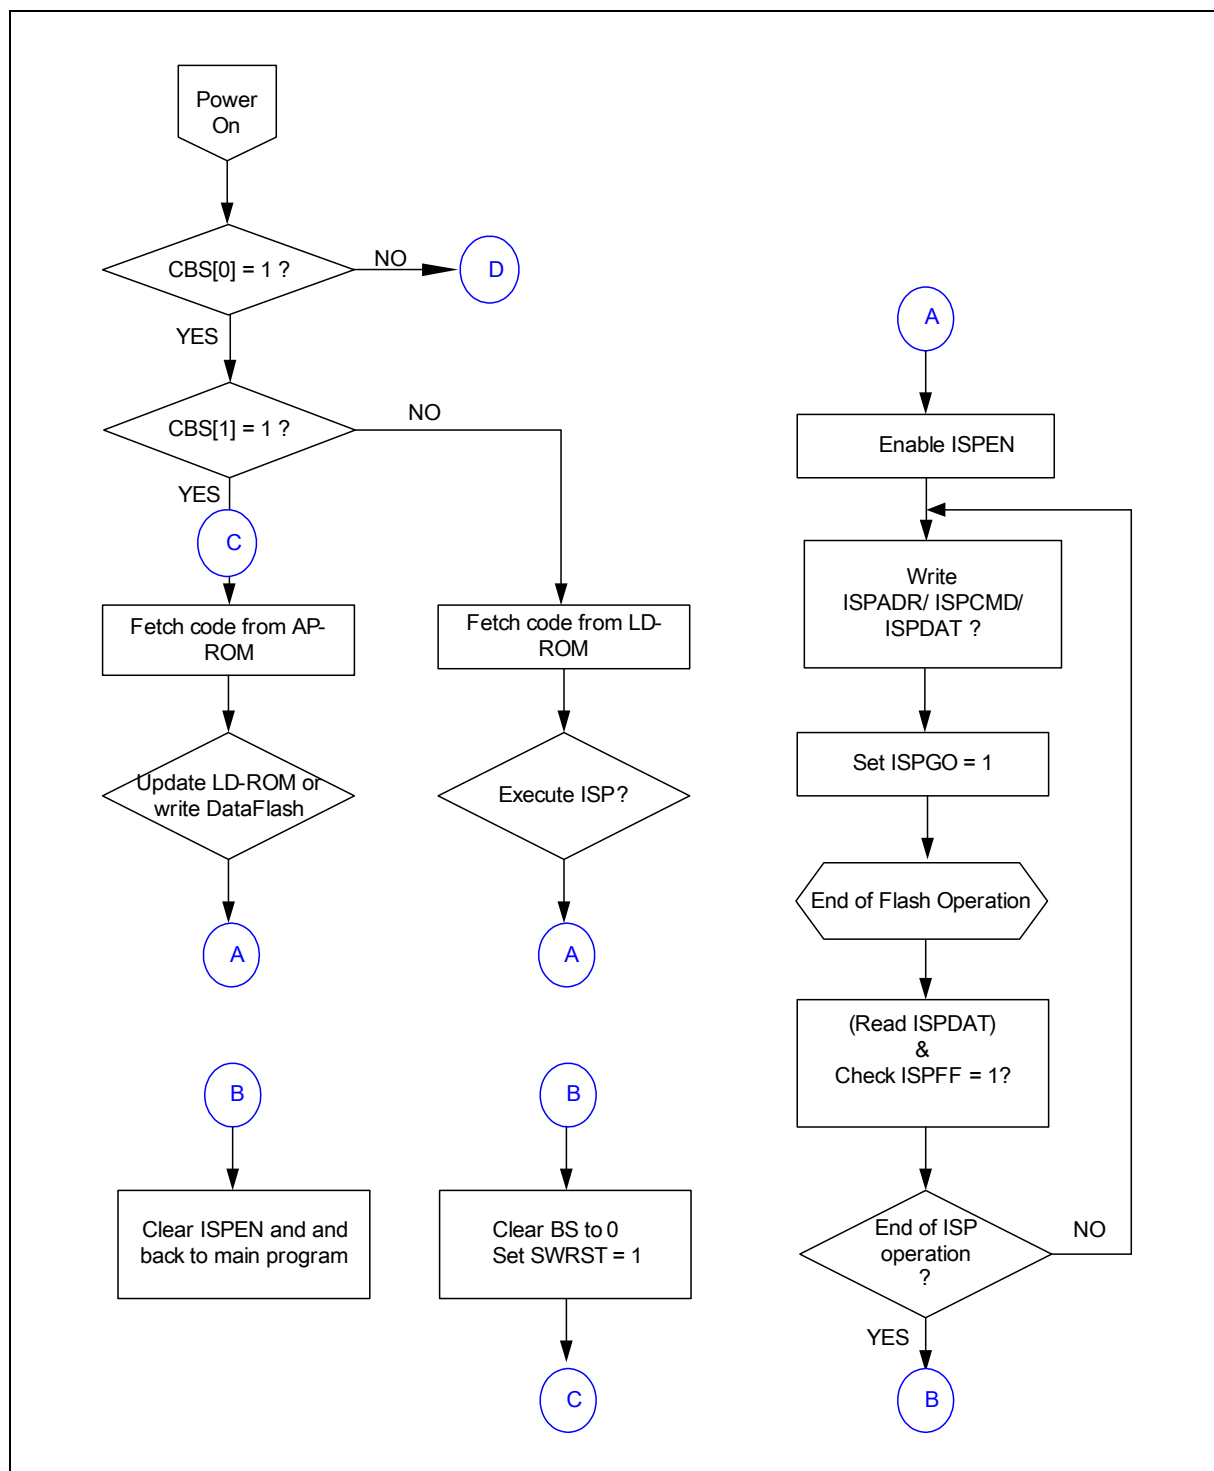 Power
On
CBS[0] = 1 ?
NO
D
YES
CBS[1] = 1 ?
NO
YES
C
Fetch code from AP-
ROM
Fetch code from LD-
ROM
Update LD-ROM or
write DataFlash
Execute ISP?
A
A
B
B
Clear ISPEN and and
back to main program
Clear BS to 0
Set SWRST = 1
C
A
Enable ISPEN
Write
ISPADR/ ISPCMD/
ISPDAT ?
Set ISPGO = 1
End of Flash Operation
(Read ISPDAT)
&
Check ISPFF = 1?
End of ISP
operation
?
NO
YES
B